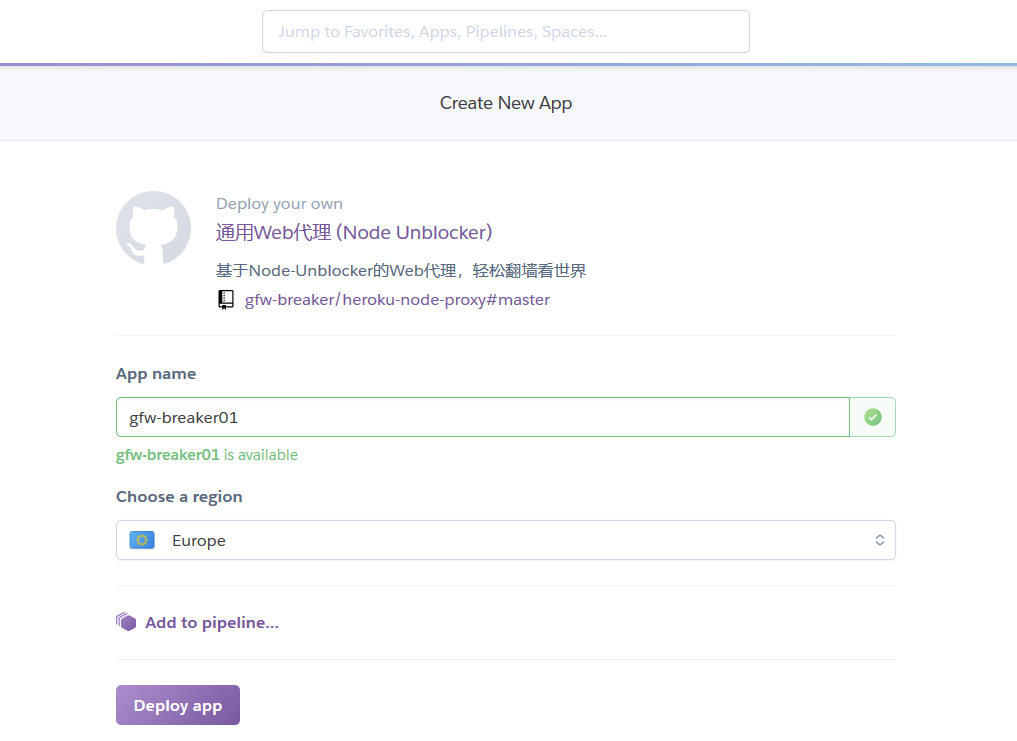 Jump to Favorites, Apps, Pipelines, Spaces...
Create New App
Deploy your own
通用Web代理 (Node Unblocker)
基于Node-Unblocker的Web代理，轻松翻墙看世界
gfw-breaker/heroku-node-proxy#master
App name
gfw-breaker01
gfw-breaker01 is available
Choose a region
Europe
Add to pipeline...
Deploy app